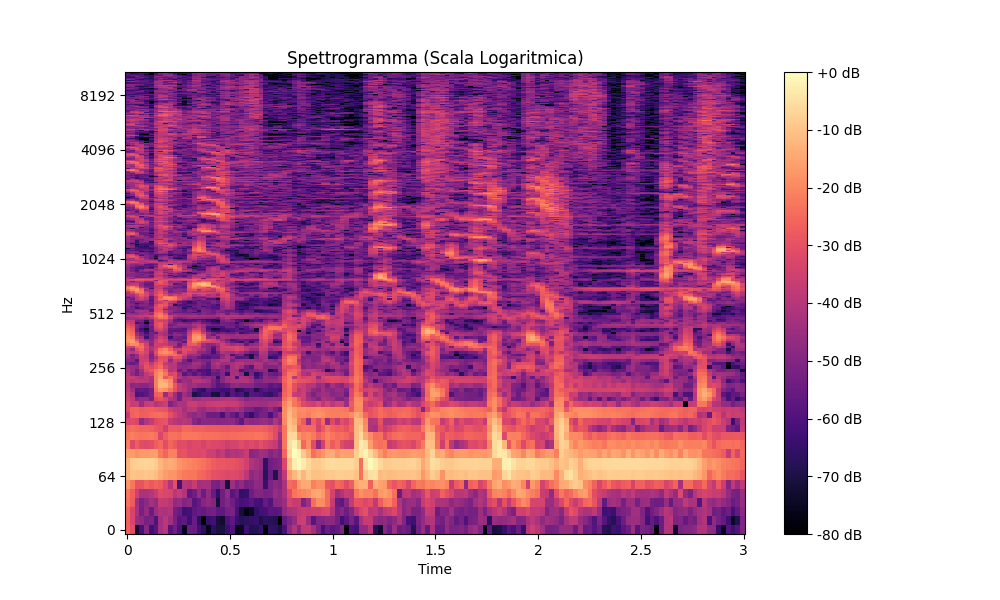 Spettrogramma (Scala Logaritmica)
8192
4096
2048
1024
512
256
128
64
0
Hz
0
0.5
1
1.5
2
2.5
3
Time
+0 dB
-10 dB
-20 dB
-30 dB
-40 dB
-50 dB
-60 dB
-70 dB
-80 dB